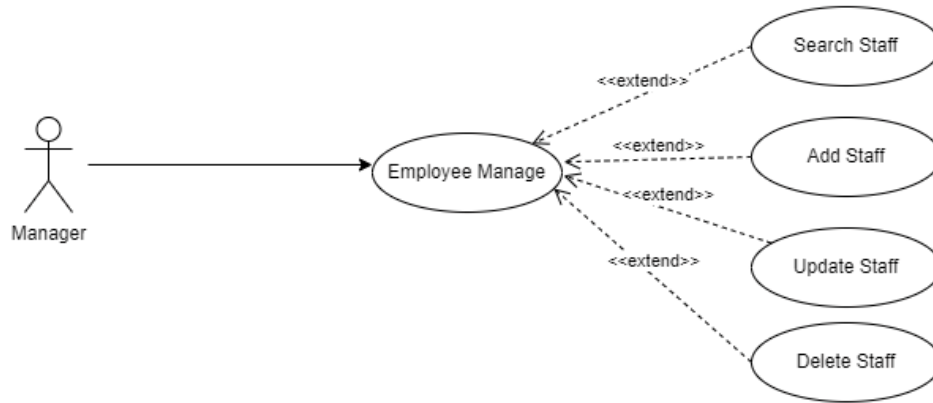 Search Staff
<<extend>>
Add Staff
<<extend>>
Employee Manage
<<extend>>
Manager
<<extend>>
Update Staff
Delete Staff